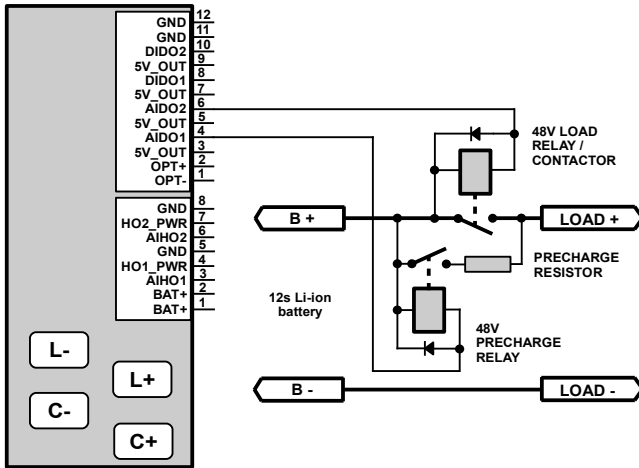 GND 12
GND 11
DIDO2 10
5V_OUT 9
DIDO1 8
5V_OUT 7
AIDO2 6
5V_OUT 5
AIDO1 4
5V_OUT 3
OPT+ 2
OPT- 1
GND 8
HO2_PWR 7
AIHO2 6
GND 5
HO1_PWR 4
AIHO1 3
BAT+ 2
BAT+ 1
L-
L+
C-
C+
48V LOAD
RELAY /
CONTACTOR
B +
LOAD +
PRECHARGE
RESISTOR
12s Li-ion
battery
48V
PRECHARGE
RELAY
B -
LOAD -